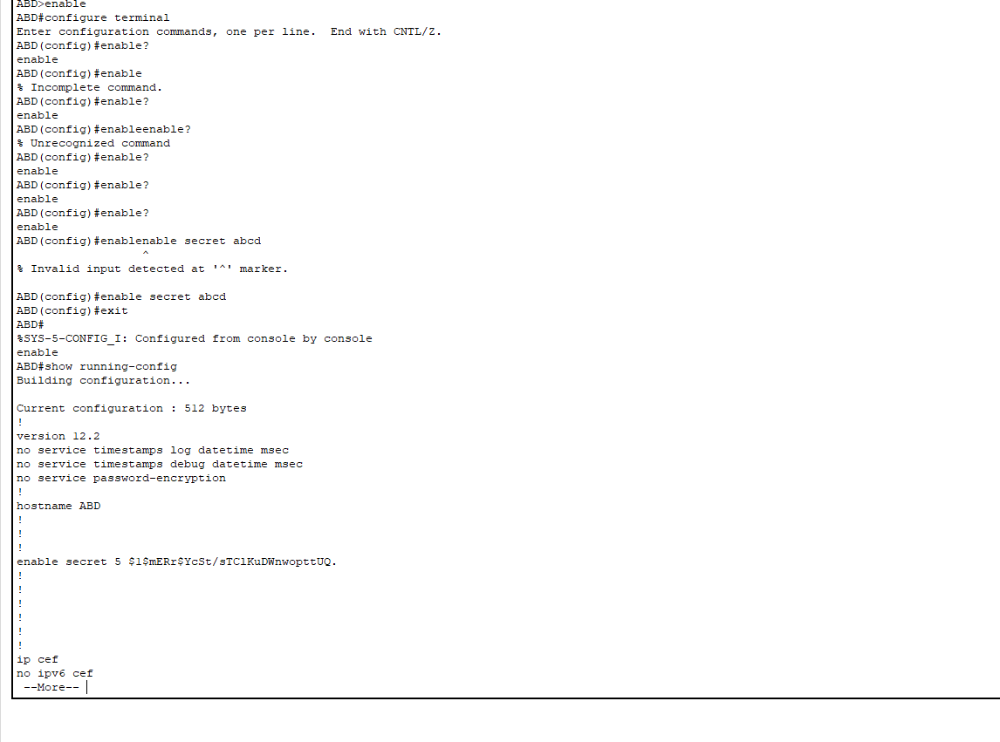 ABD>enable
ABD#configure terminal
Enter configuration commands, one per line.  End with CNTL/Z.
ABD(config)#enable?
enable
ABD(config)#enable
% Incomplete command.
ABD(config)#enable?
enable
ABD(config)#enableenable?
% Unrecognized command
ABD(config)#enable?
enable
ABD(config)#enable?
enable
ABD(config)#enable?
enable
ABD(config)#enablenable secret abcd
^
% Invalid input detected at '^' marker.
ABD(config)#enable secret abcd
ABD(config)#exit
ABD#
%SYS-5-CONFIG_I: Configured from console by console
enable
ABD#show running-config
Building configuration...
Current configuration : 512 bytes
!
version 12.2
no service timestamps log datetime msec
no service timestamps debug datetime msec
no service password-encryption
!
hostname ABD
!
!
!
enable secret 5 $1$mERr$YcSt/sTClKuDWnwopttUQ.
!
!
!
!
!
!
ip cef
no ipv6 cef
--More--